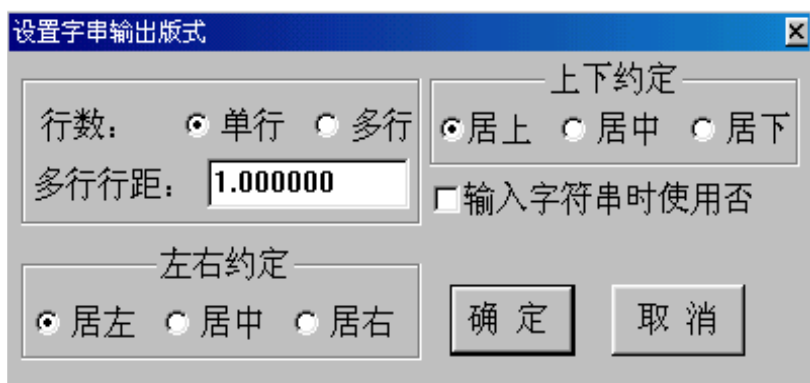 设置字串输出版式
行数： 单行 多行
多行行距： 1.000000
上下约定
居上 居中 居下
输入字符串时使用否
左右约定
居左 居中 居右
确 定
取 消